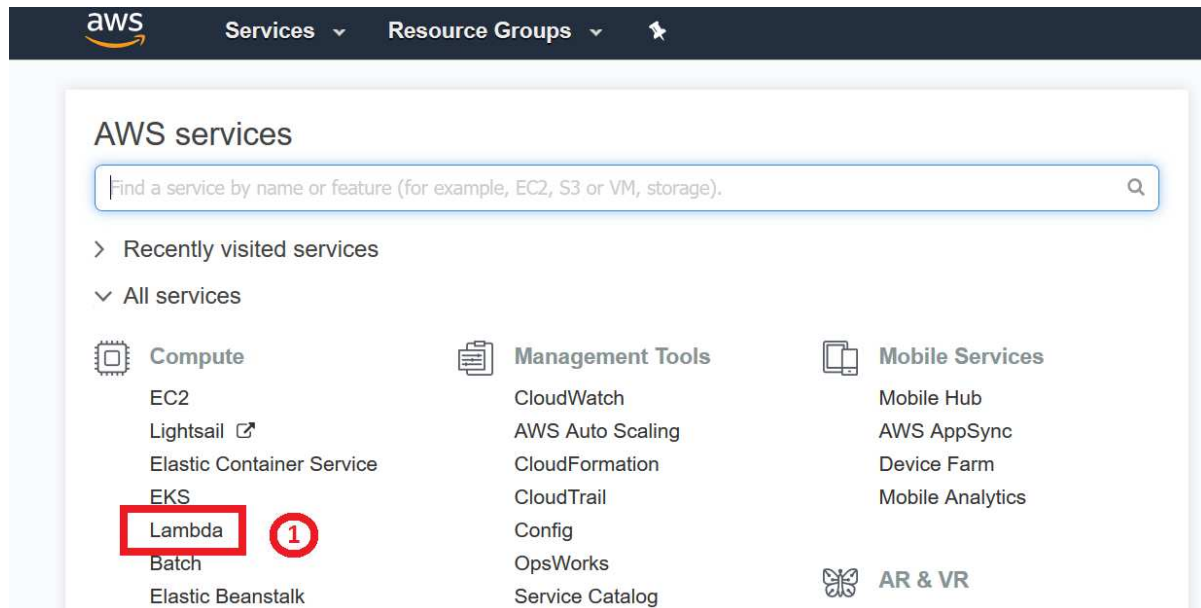 aws
Services
Resource Groups
AWS services
Find a service by name or feature (for example, EC2, S3 or VM, storage).
Recently visited services
All services
Compute
EC2
Lightsail
Elastic Container Service
EKS
Lambda
1
Batch
Elastic Beanstalk
Management Tools
CloudWatch
AWS Auto Scaling
CloudFormation
CloudTrail
Config
OpsWorks
Service Catalog
Mobile Services
Mobile Hub
AWS AppSync
Device Farm
Mobile Analytics
AR & VR